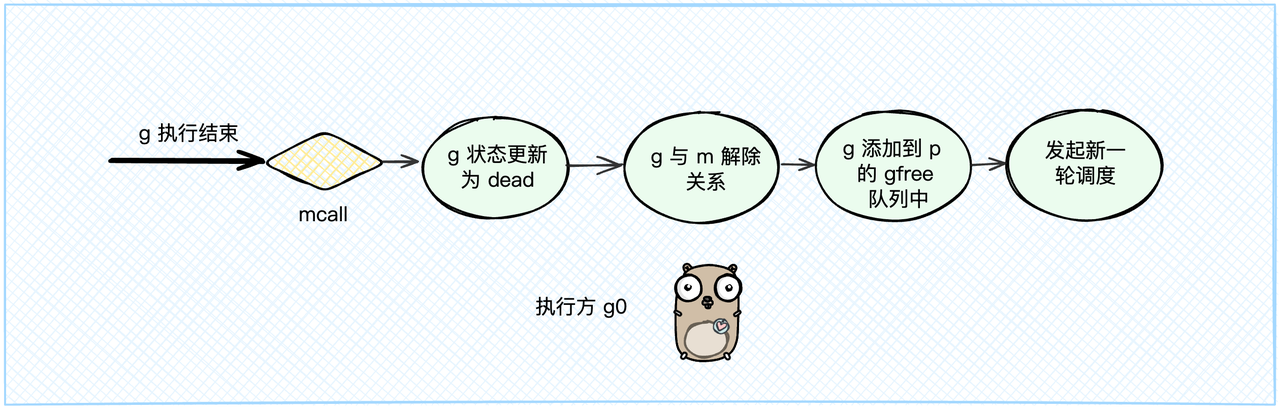 g 执行结束
mcall
g 状态更新
为 dead
g 与 m 解除
关系
g 添加到 p
的 gfree
队列中
发起新一
轮调度
执行方 g0